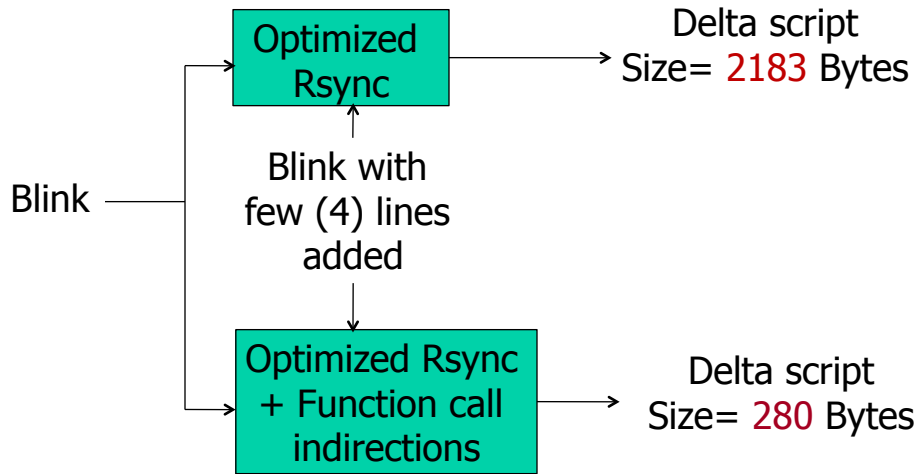 Optimized
Rsync
Delta script
Size= 2183 Bytes
Blink
Blink with
few (4) lines
added
Optimized Rsync
+ Function call
indirections
Delta script
Size= 280 Bytes